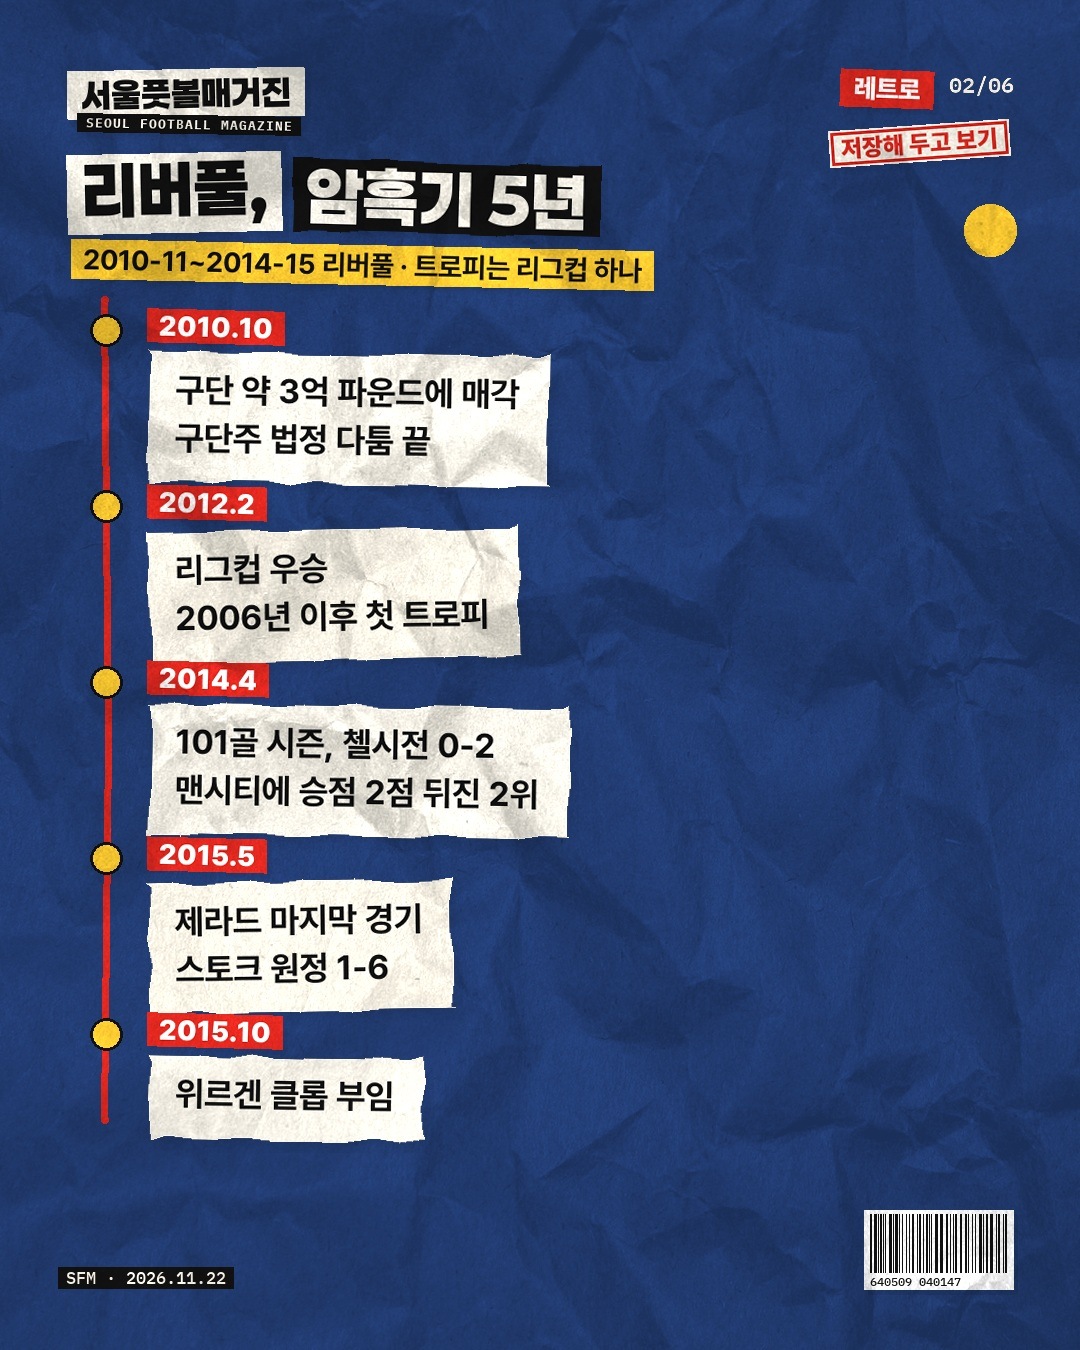 서울풋볼매거진
SEOUL FOOTBALL MAGAZINE
레트로
02/06
저장해 두고 보기
리버풀, 암흑기 5년
2010-11~2014-15 리버풀 · 트로피는 리그컵 하나
2010.10
구단 약 3억 파운드에 매각
구단주 법정 다툼 끝
2012.2
리그컵 우승
2006년 이후 첫 트로피
2014.4
101골 시즌, 첼시전 0-2
맨시티에 승점 2점 뒤진 2위
2015.5
제라드 마지막 경기
스토크 원정 1-6
2015.10
위르겐 클롭 부임
SFM · 2026.11.22
640509 040147